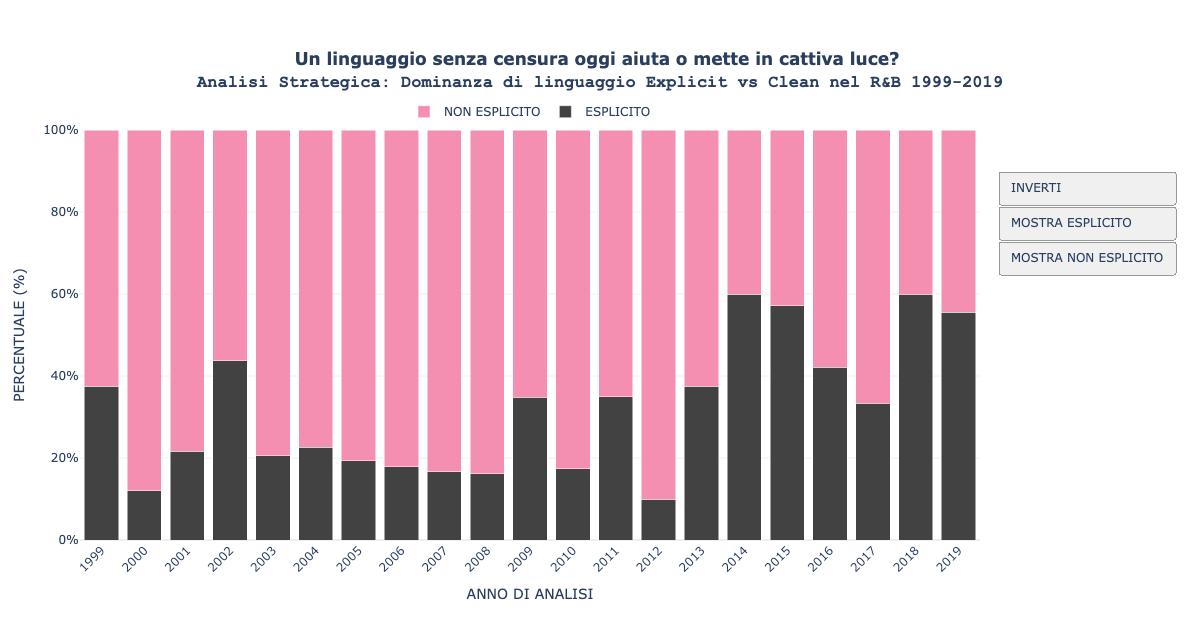 Un linguaggio senza censura oggi aiuta o mette in cattiva luce?
Analisi Strategica: Dominanza di linguaggio Explicit vs Clean nel R&B 1999-2019
NON ESPLICITO ESPLICITO
100%
80%
60%
40%
20%
0%
PERCENTUALE (%)
1999 2000 2001 2002 2003 2004 2005 2006 2007 2008 2009 2010 2011 2012 2013 2014 2015 2016 2017 2018 2019
ANNO DI ANALISI
INVERTI
MOSTRA ESPLICITO
MOSTRA NON ESPLICITO